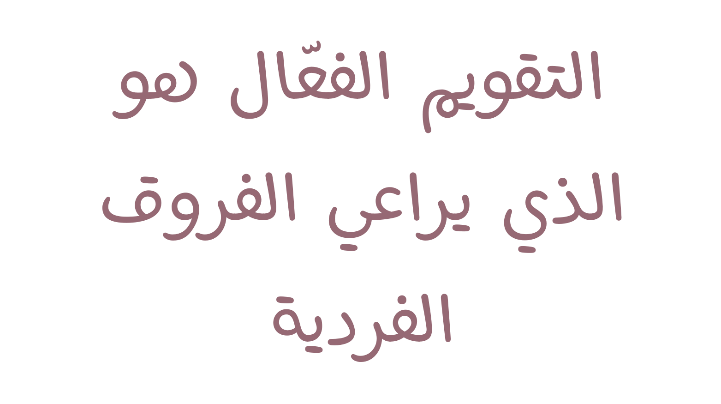 التقويم الفعّال هو
الذي يراعي الفروق
الفردية